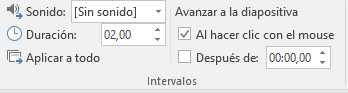 Sonido: [Sin sonido]
Duración: 02,00
Aplicar a todo
Avanzar a la diapositiva
Al hacer clic con el mouse
Después de: 00:00,00
Intervalos